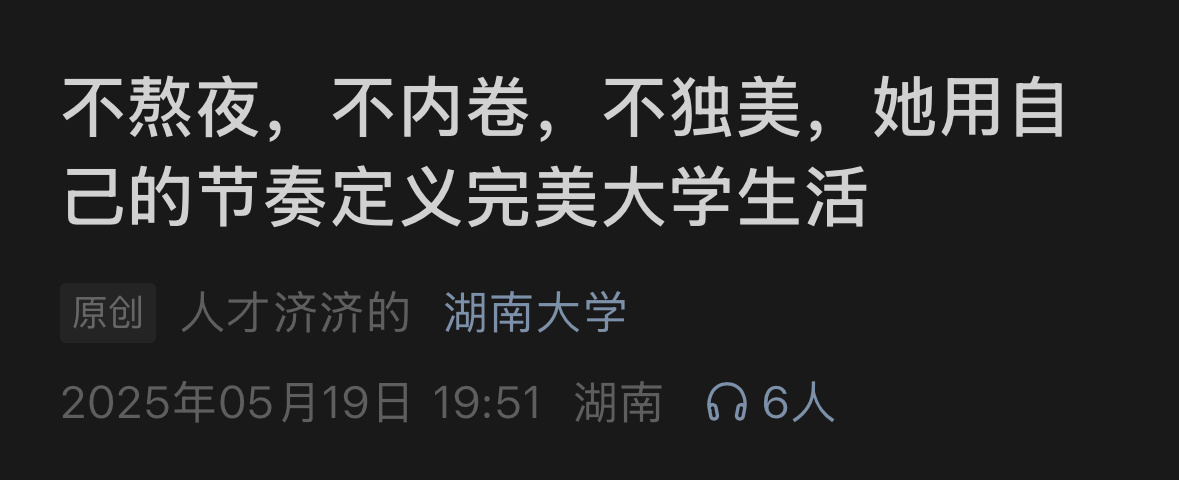 不熬夜，不内卷，不独美，她用自
己的节奏定义完美大学生活
原创 人才济济的 湖南大学
2025年05月19日 19:51 湖南 6人